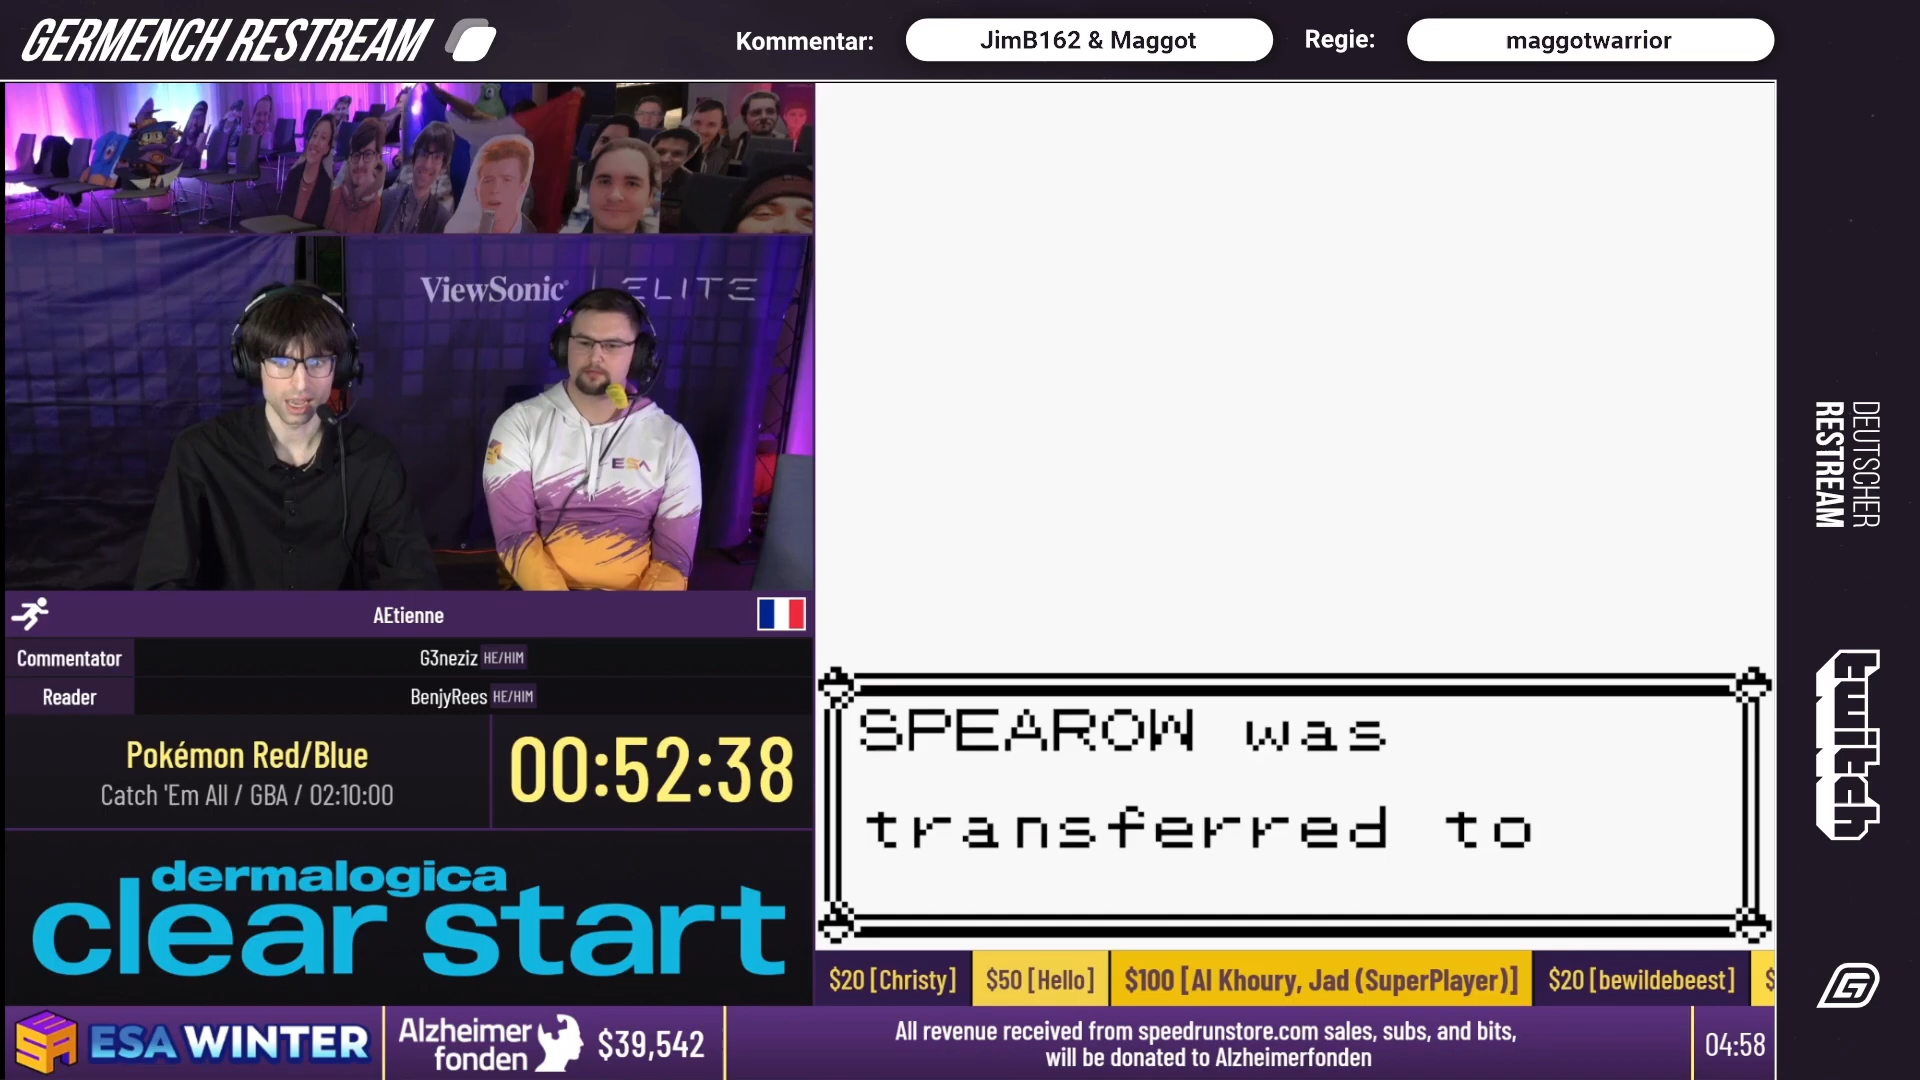 GERMENCH RESTREAM
Kommentar:
JimB162 & Maggot
Regie:
maggotwarrior
ViewSonic | ELITE
ESA
AEtienne
Commentator
G3neziz HE/HIM
Reader
BenjyRees HE/HIM
Pokémon Red/Blue
Catch 'Em All / GBA / 02:10:00
00:52:38
dermalogica
clear start
SPEAROW was
transferred to
$20 [Christy]
$50 [Hello]
$100 [Al Khoury, Jad (SuperPlayer)]
$20 [bewildebeest]
$
ESA WINTER
Alzheimer
fonden
$39,542
All revenue received from speedrunstore.com sales, subs, and bits,
will be donated to Alzheimerfonden
04:58
DEUTSCHER
RESTREAM
twitch
G